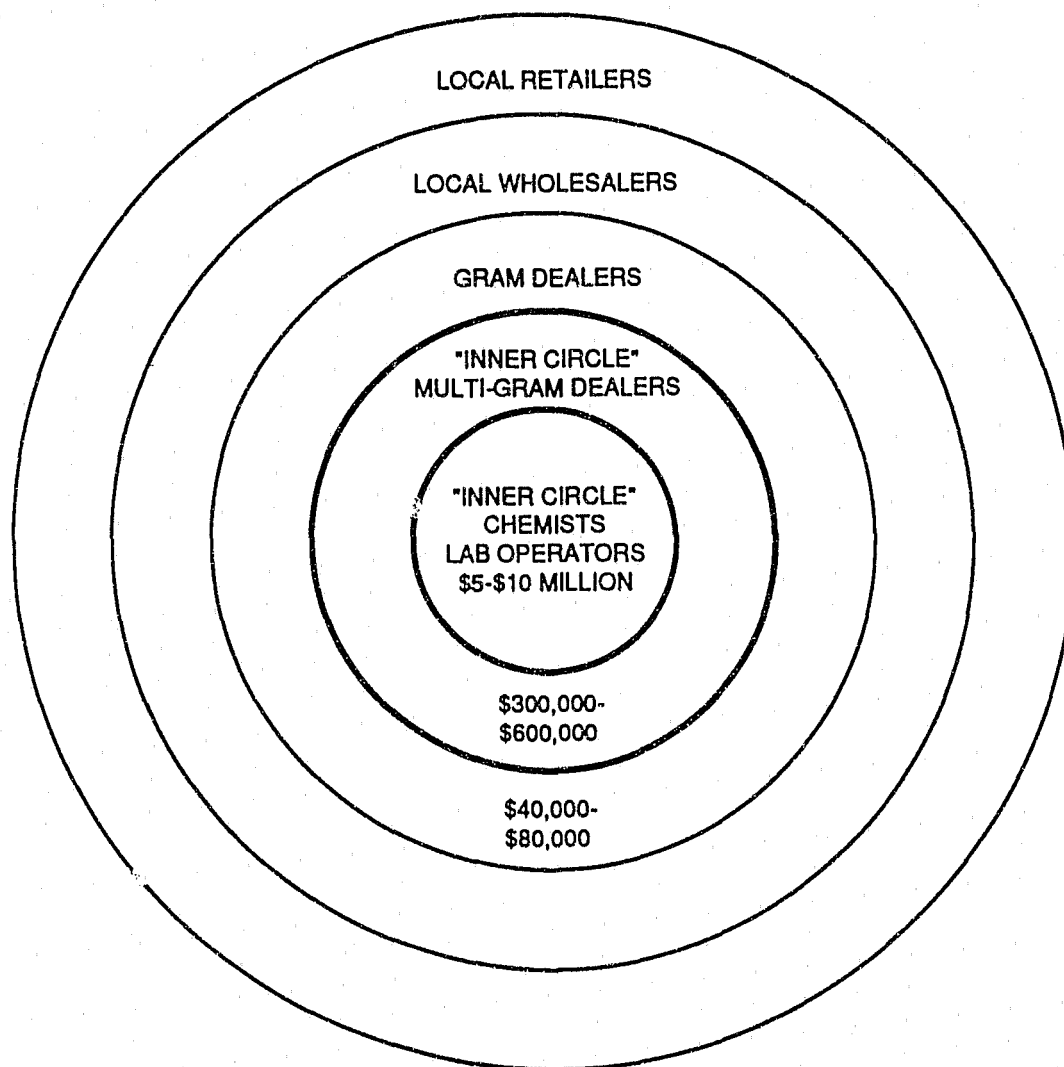 LOCAL RETAILERS
LOCAL WHOLESALERS
GRAM DEALERS
"INNER CIRCLE"
MULTI-GRAM DEALERS
"INNER CIRCLE"
CHEMISTS
LAB OPERATORS
$5-$10 MILLION
$300,000-
$600,000
$40,000-
$80,000